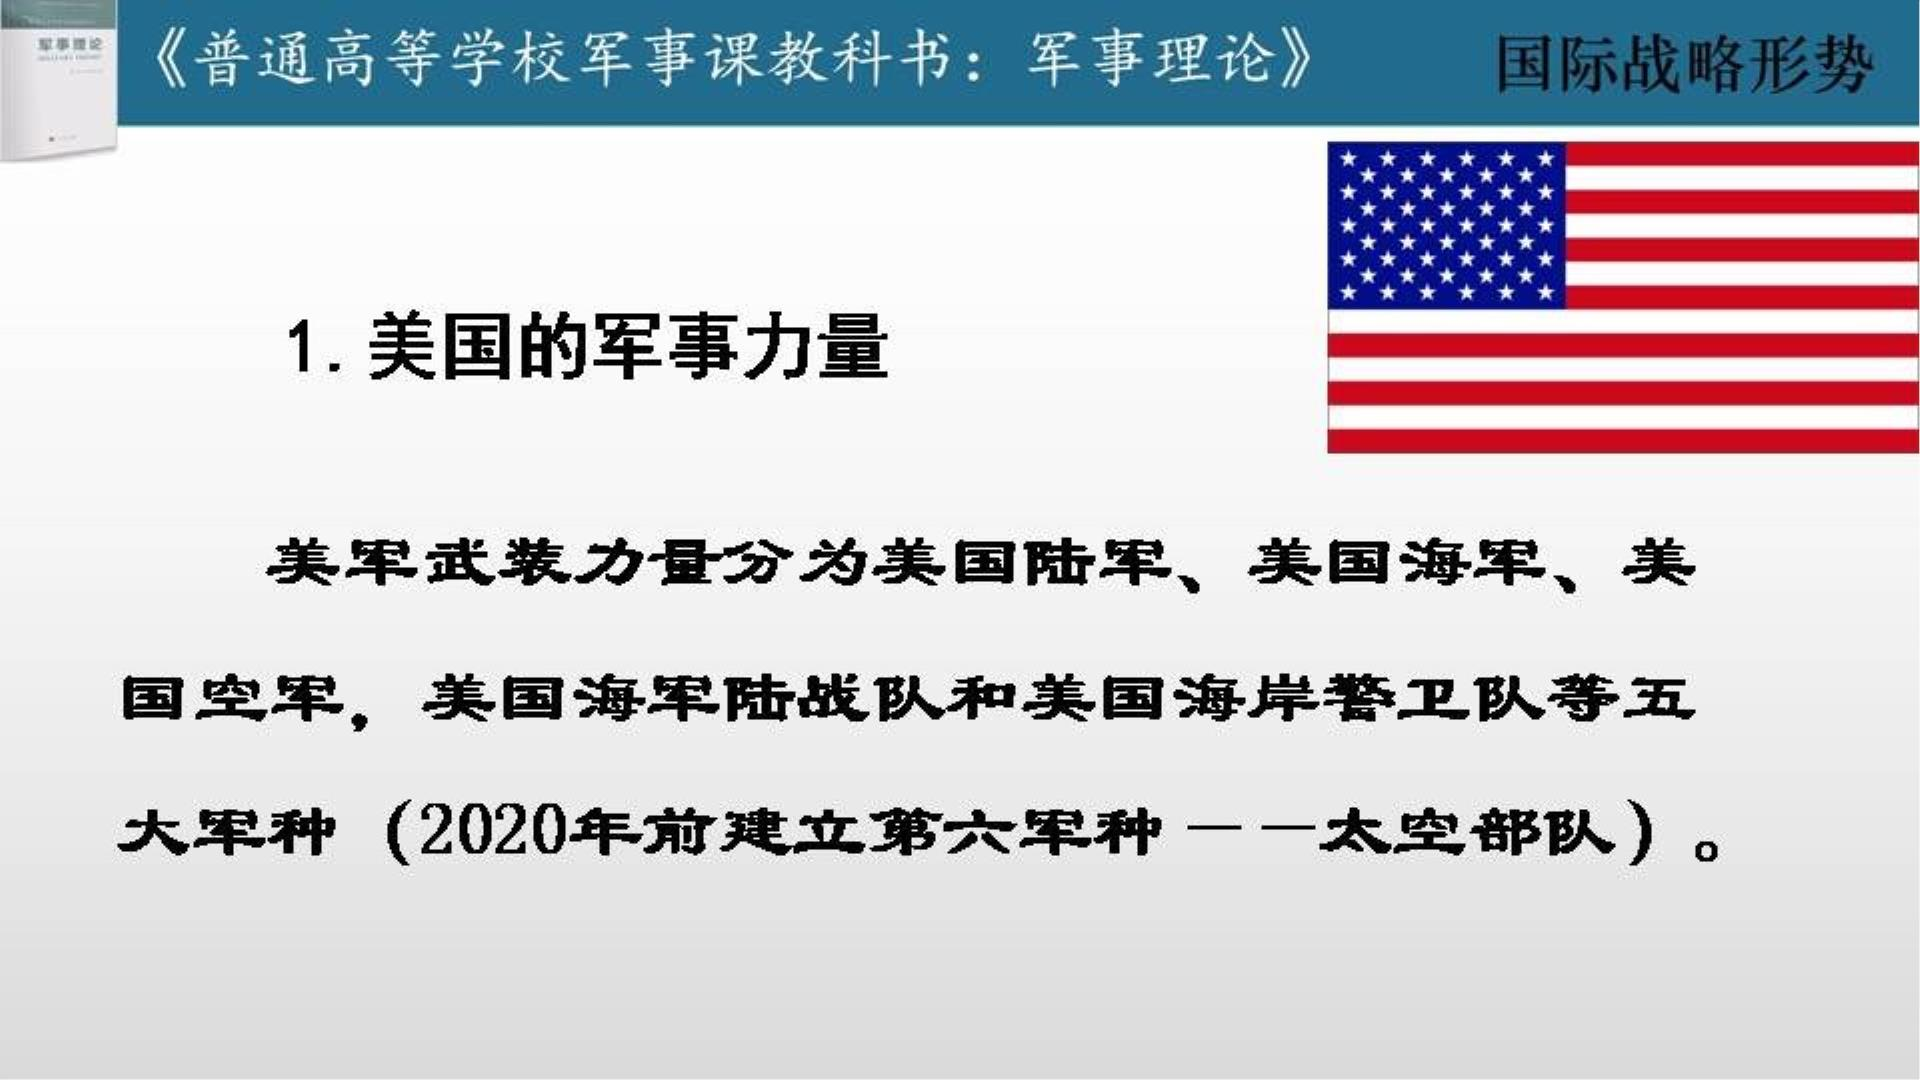 军事理论
《普通高等学校军事课教科书：军事理论》
国际战略形势
1.美国的军事力量
美军武装力量分为美国陆军、美国海军、美
国空军，美国海军陆战队和美国海岸警卫队等五
大军种（2020年前建立第六军种－－太空部队）。